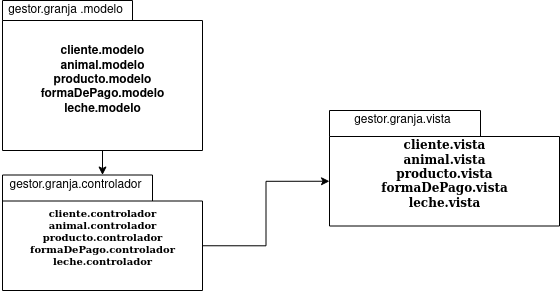 gestor.granja .modelo
cliente.modelo
animal.modelo
producto.modelo
formaDePago.modelo
leche.modelo
gestor.granja.controlador
cliente.controlador
animal.controlador
producto.controlador
formaDePago.controlador
leche.controlador
gestor.granja.vista
cliente.vista
animal.vista
producto.vista
formaDePago.vista
leche.vista